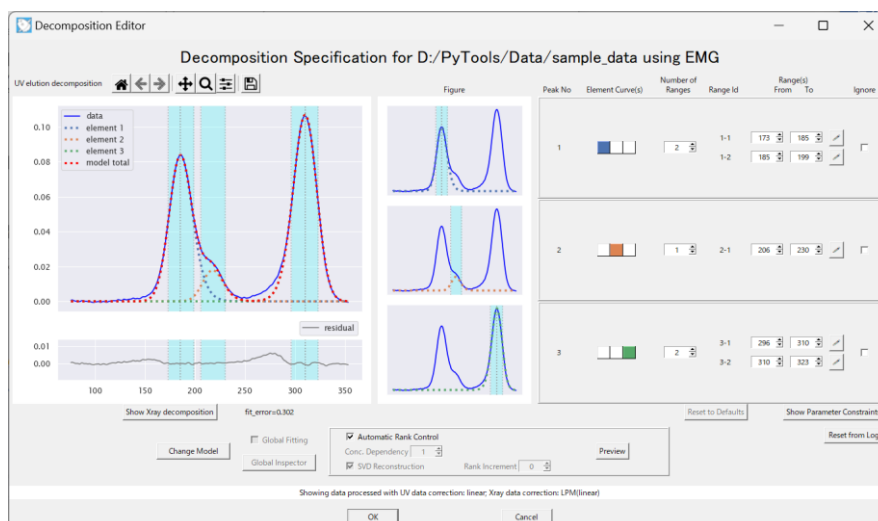 Decomposition Editor
Decomposition Specification for D:/PyTools/Data/sample_data using EMG
UV elution decomposition
Figure
Peak No
Element Curve(s)
Number of
Ranges
Range Id
Range(s)
From
To
Ignore
data
element 1
element 2
element 3
model total
0.10
0.08
0.06
0.04
0.02
0.00
residual
0.01
0.00
100
150
200
250
300
350
1
2
1-1
173
185
1-2
185
199
2
1
2-1
206
230
3
2
3-1
296
310
3-2
310
323
Show Xray decomposition
fit_error=0.302
Reset to Defaults
Show Parameter Constraint
Reset from Log
Change Model
Global Fitting
Global Inspector
Automatic Rank Control
Conc. Dependency
1
SVD Reconstruction
Rank Increment
0
Preview
Showing data processed with UV data correction: linear; Xray data correction: LPM(linear)
OK
Cancel